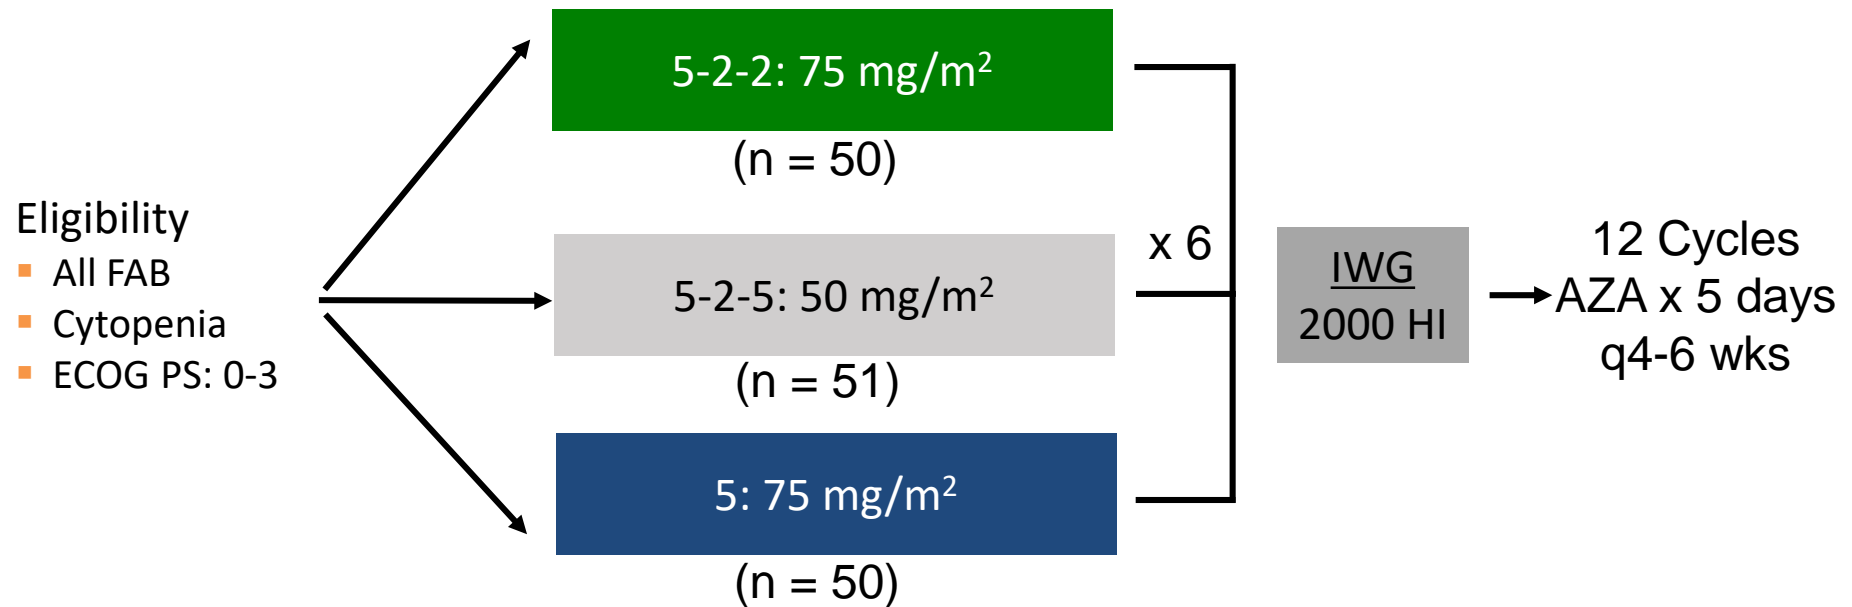 Eligibility
▪ All FAB
▪ Cytopenia
▪ ECOG PS: 0-3
5-2-2: 75 mg/m²
(n = 50)
5-2-5: 50 mg/m²
(n = 51)
5: 75 mg/m²
(n = 50)
x 6
IWG
2000 HI
12 Cycles
AZA x 5 days
q4-6 wks